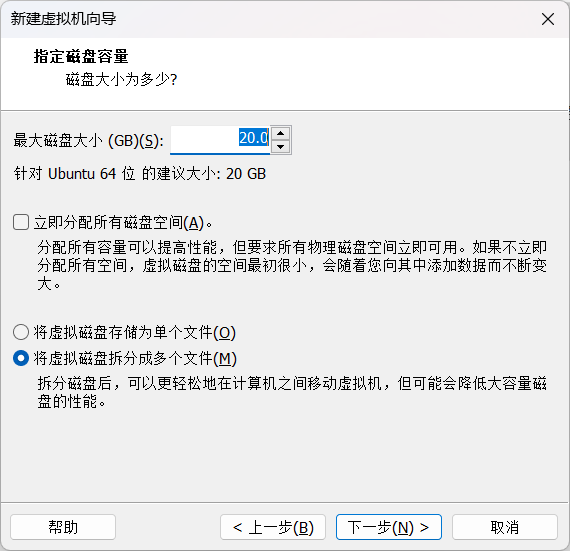 新建虚拟机向导
指定磁盘容量
磁盘大小为多少?
最大磁盘大小 (GB)(S): 20.0
针对 Ubuntu 64 位 的建议大小: 20 GB
立即分配所有磁盘空间(A)。
分配所有容量可以提高性能，但要求所有物理磁盘空间立即可用。如果不立即
分配所有空间，虚拟磁盘的空间最初很小，会随着您向其中添加数据而不断变
大。
将虚拟磁盘存储为单个文件(O)
将虚拟磁盘拆分成多个文件(M)
拆分磁盘后，可以更轻松地在计算机之间移动虚拟机，但可能会降低大容量磁
盘的性能。
帮助 < 上一步(B) 下一步(N) > 取消